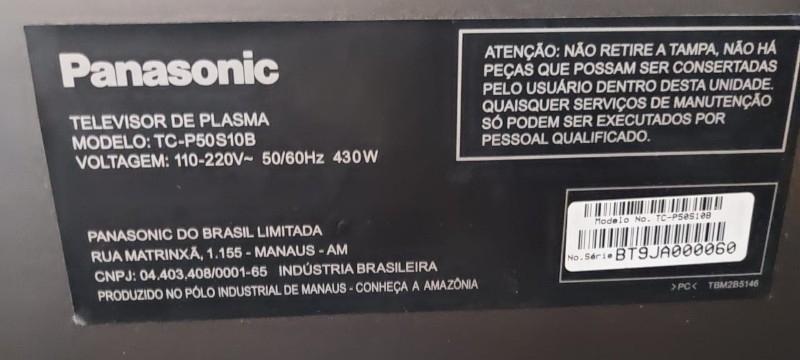 Panasonic
TELEVISOR DE PLASMA
MODELO: TC-P50S10B
VOLTAGEM: 110-220V~ 50/60Hz 430W
ATENÇÃO: NÃO RETIRE A TAMPA, NÃO HÁ
PEÇAS QUE POSSAM SER CONSERTADAS
PELO USUÁRIO DENTRO DESTA UNIDADE.
QUAISQUER SERVIÇOS DE MANUTENÇÃO
SÓ PODEM SER EXECUTADOS POR
PESSOAL QUALIFICADO.
PANASONIC DO BRASIL LIMITADA
RUA MATRINXÃ, 1.155 - MANAUS - AM
CNPJ: 04.403.408/0001-65 INDÚSTRIA BRASILEIRA
PRODUZIDO NO PÓLO INDUSTRIAL DE MANAUS - CONHEÇA A AMAZÔNIA
Modelo No. TC-P50S10B
No.Série BT9JA000060
>PC< TBM2B5146